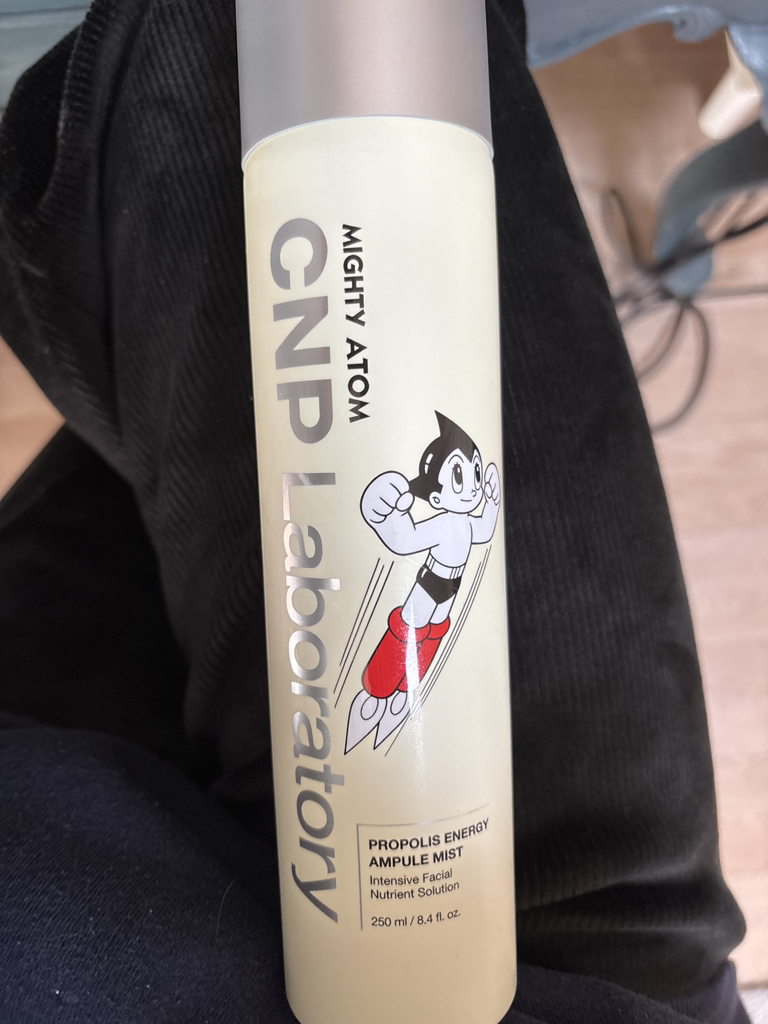 MIGHTY ATOM
CNP Laboratory
PROPOLIS ENERGY
AMPULE MIST
Intensive Facial
Nutrient Solution
250 ml / 8.4 fl. oz.